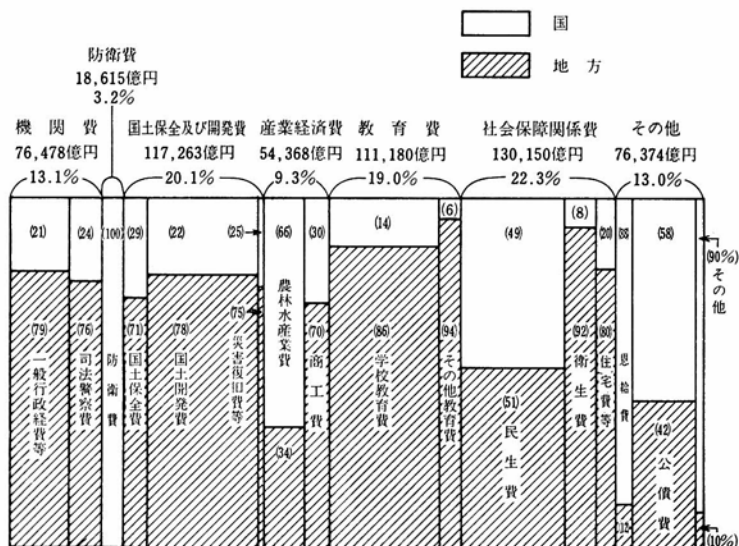 国
地方
防衛費
18,615億円
3.2%
機関費
76,478億円
13.1%
国土保全及び開発費
117,263億円
20.1%
産業経済費
54,368億円
9.3%
教育費
111,180億円
19.0%
社会保障関係費
130,150億円
22.3%
その他
76,374億円
13.0%
(21)
(79)
一般行政経費等
(24)
(76)
司法警察費
(100)
防衛費
(29)
(71)
国土保全費
(22)
(78)
国土開発費
(25)
(75)
災害復旧費等
(66)
農林水産業費
(34)
(30)
(70)
商工費
(14)
(86)
学校教育費
(6)
(94)
その他教育費
(49)
(51)
民生費
(8)
(92)
衛生費
(20)
(80)
住宅費等
(88)
恩給費
(12)
(58)
(42)
公債費
(90%)
その他
(10%)